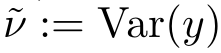 ν̃ := Var(y)